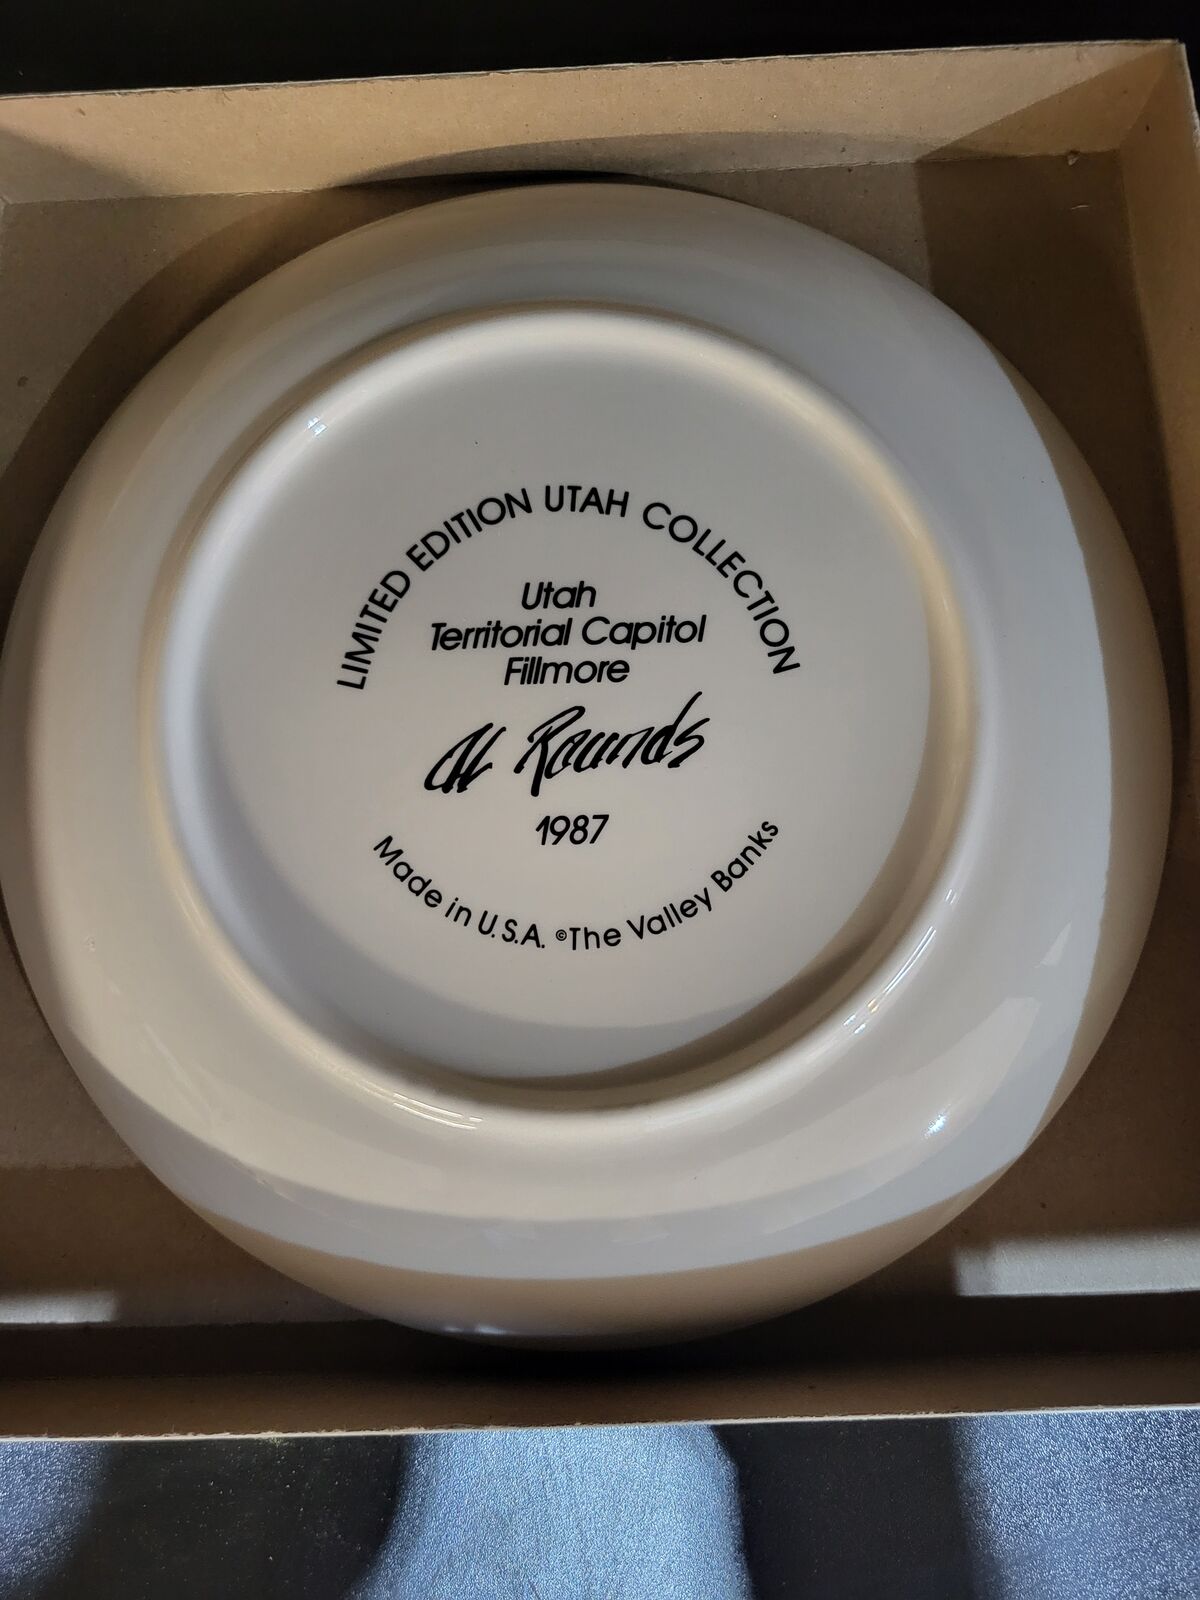 LIMITED EDITION UTAH COLLECTION
Utah
Territorial Capitol
Fillmore
Al Rounds
1987
Made in U.S.A. ©The Valley Banks